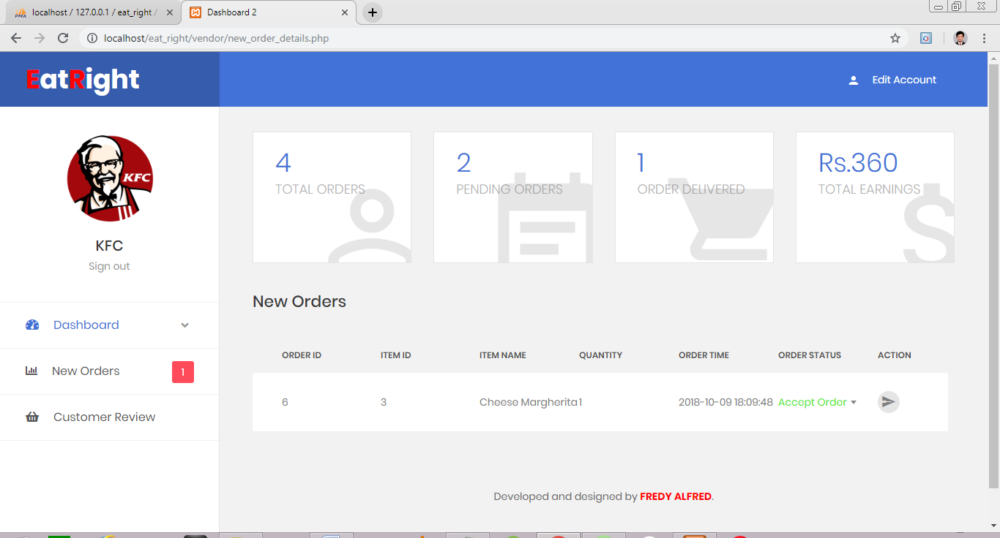 PMA localhost / 127.0.0.1 / eat_right /
Dashboard 2
localhost/eat_right/vendor/new_order_details.php
EatRight
Edit Account
KFC
KFC
Sign out
Dashboard
New Orders 1
Customer Review
4
TOTAL ORDERS
2
PENDING ORDERS
1
ORDER DELIVERED
Rs.360
TOTAL EARNINGS
New Orders
ORDER ID ITEM ID ITEM NAME QUANTITY ORDER TIME ORDER STATUS ACTION
6 3 Cheese Margherita 1 2018-10-09 18:09:48 Accept Order
Developed and designed by FREDY ALFRED.